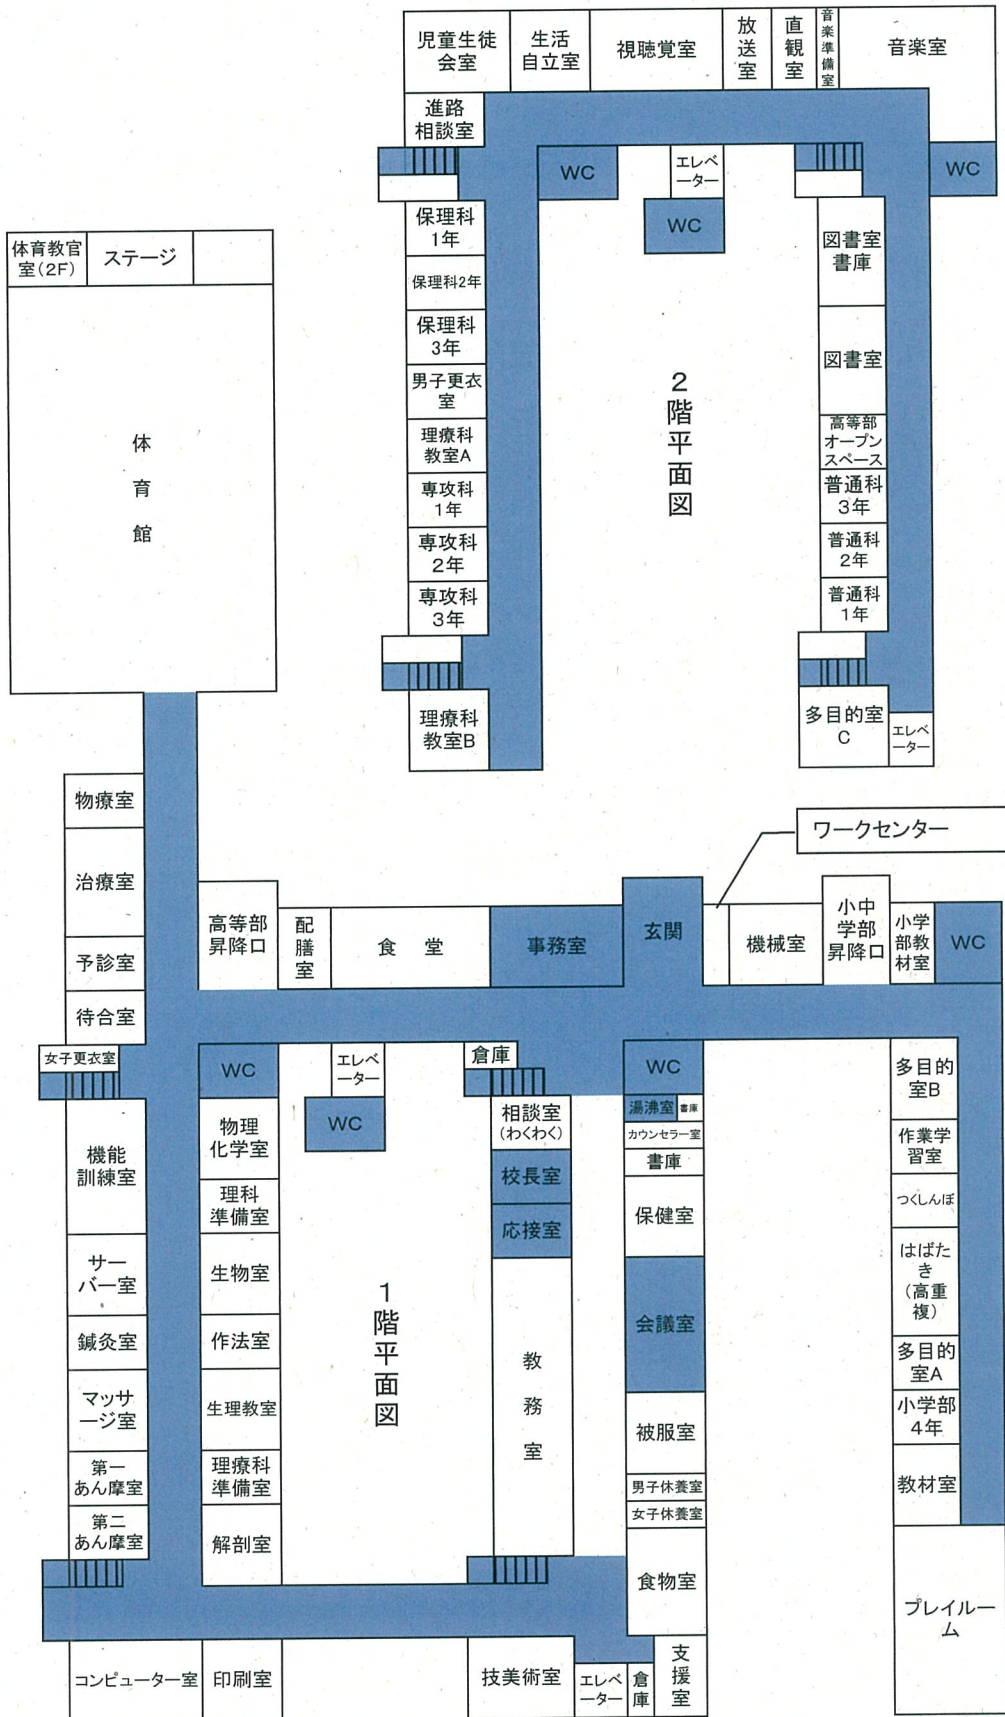 児童生徒
会室
生活
自立室
視聴覚室
放
送
室
直
観
室
音
楽
準
備
室
音楽室
進路
相談室
WC
エレベ
ーター
WC
WC
保理科
1年
保理科2年
保理科
3年
男子更衣
室
理療科
教室A
専攻科
1年
専攻科
2年
専攻科
3年
理療科
教室B
2
階
平
面
図
図書室
書庫
図書室
高等部
オープン
スペース
普通科
3年
普通科
2年
普通科
1年
多目的室
C
エレベ
ーター
体育教官
室(2F)
ステージ
体
育
館
物療室
治療室
予診室
待合室
女子更衣室
高等部
昇降口
配
膳
室
食 堂
事務室
玄関
ワークセンター
機械室
小中
学部
昇降口
小学
部教
材室
WC
WC
エレベ
ーター
WC
倉庫
WC
湯沸室
書庫
相談室
(わくわく)
カウンセラー室
書庫
校長室
応接室
保健室
会議室
教
務
室
被服室
男子休養室
女子休養室
食物室
機能
訓練室
サー
バー室
鍼灸室
マッサ
ージ室
第一
あん摩室
第二
あん摩室
物理
化学室
理科
準備室
生物室
作法室
生理教室
理療科
準備室
解剖室
1
階
平
面
図
多目的
室B
作業学
習室
つくしんぼ
はばた
き
(高重
複)
多目的
室A
小学部
4年
教材室
プレイルー
ム
コンピューター室
印刷室
技美術室
エレベ
ーター
倉
庫
支
援
室